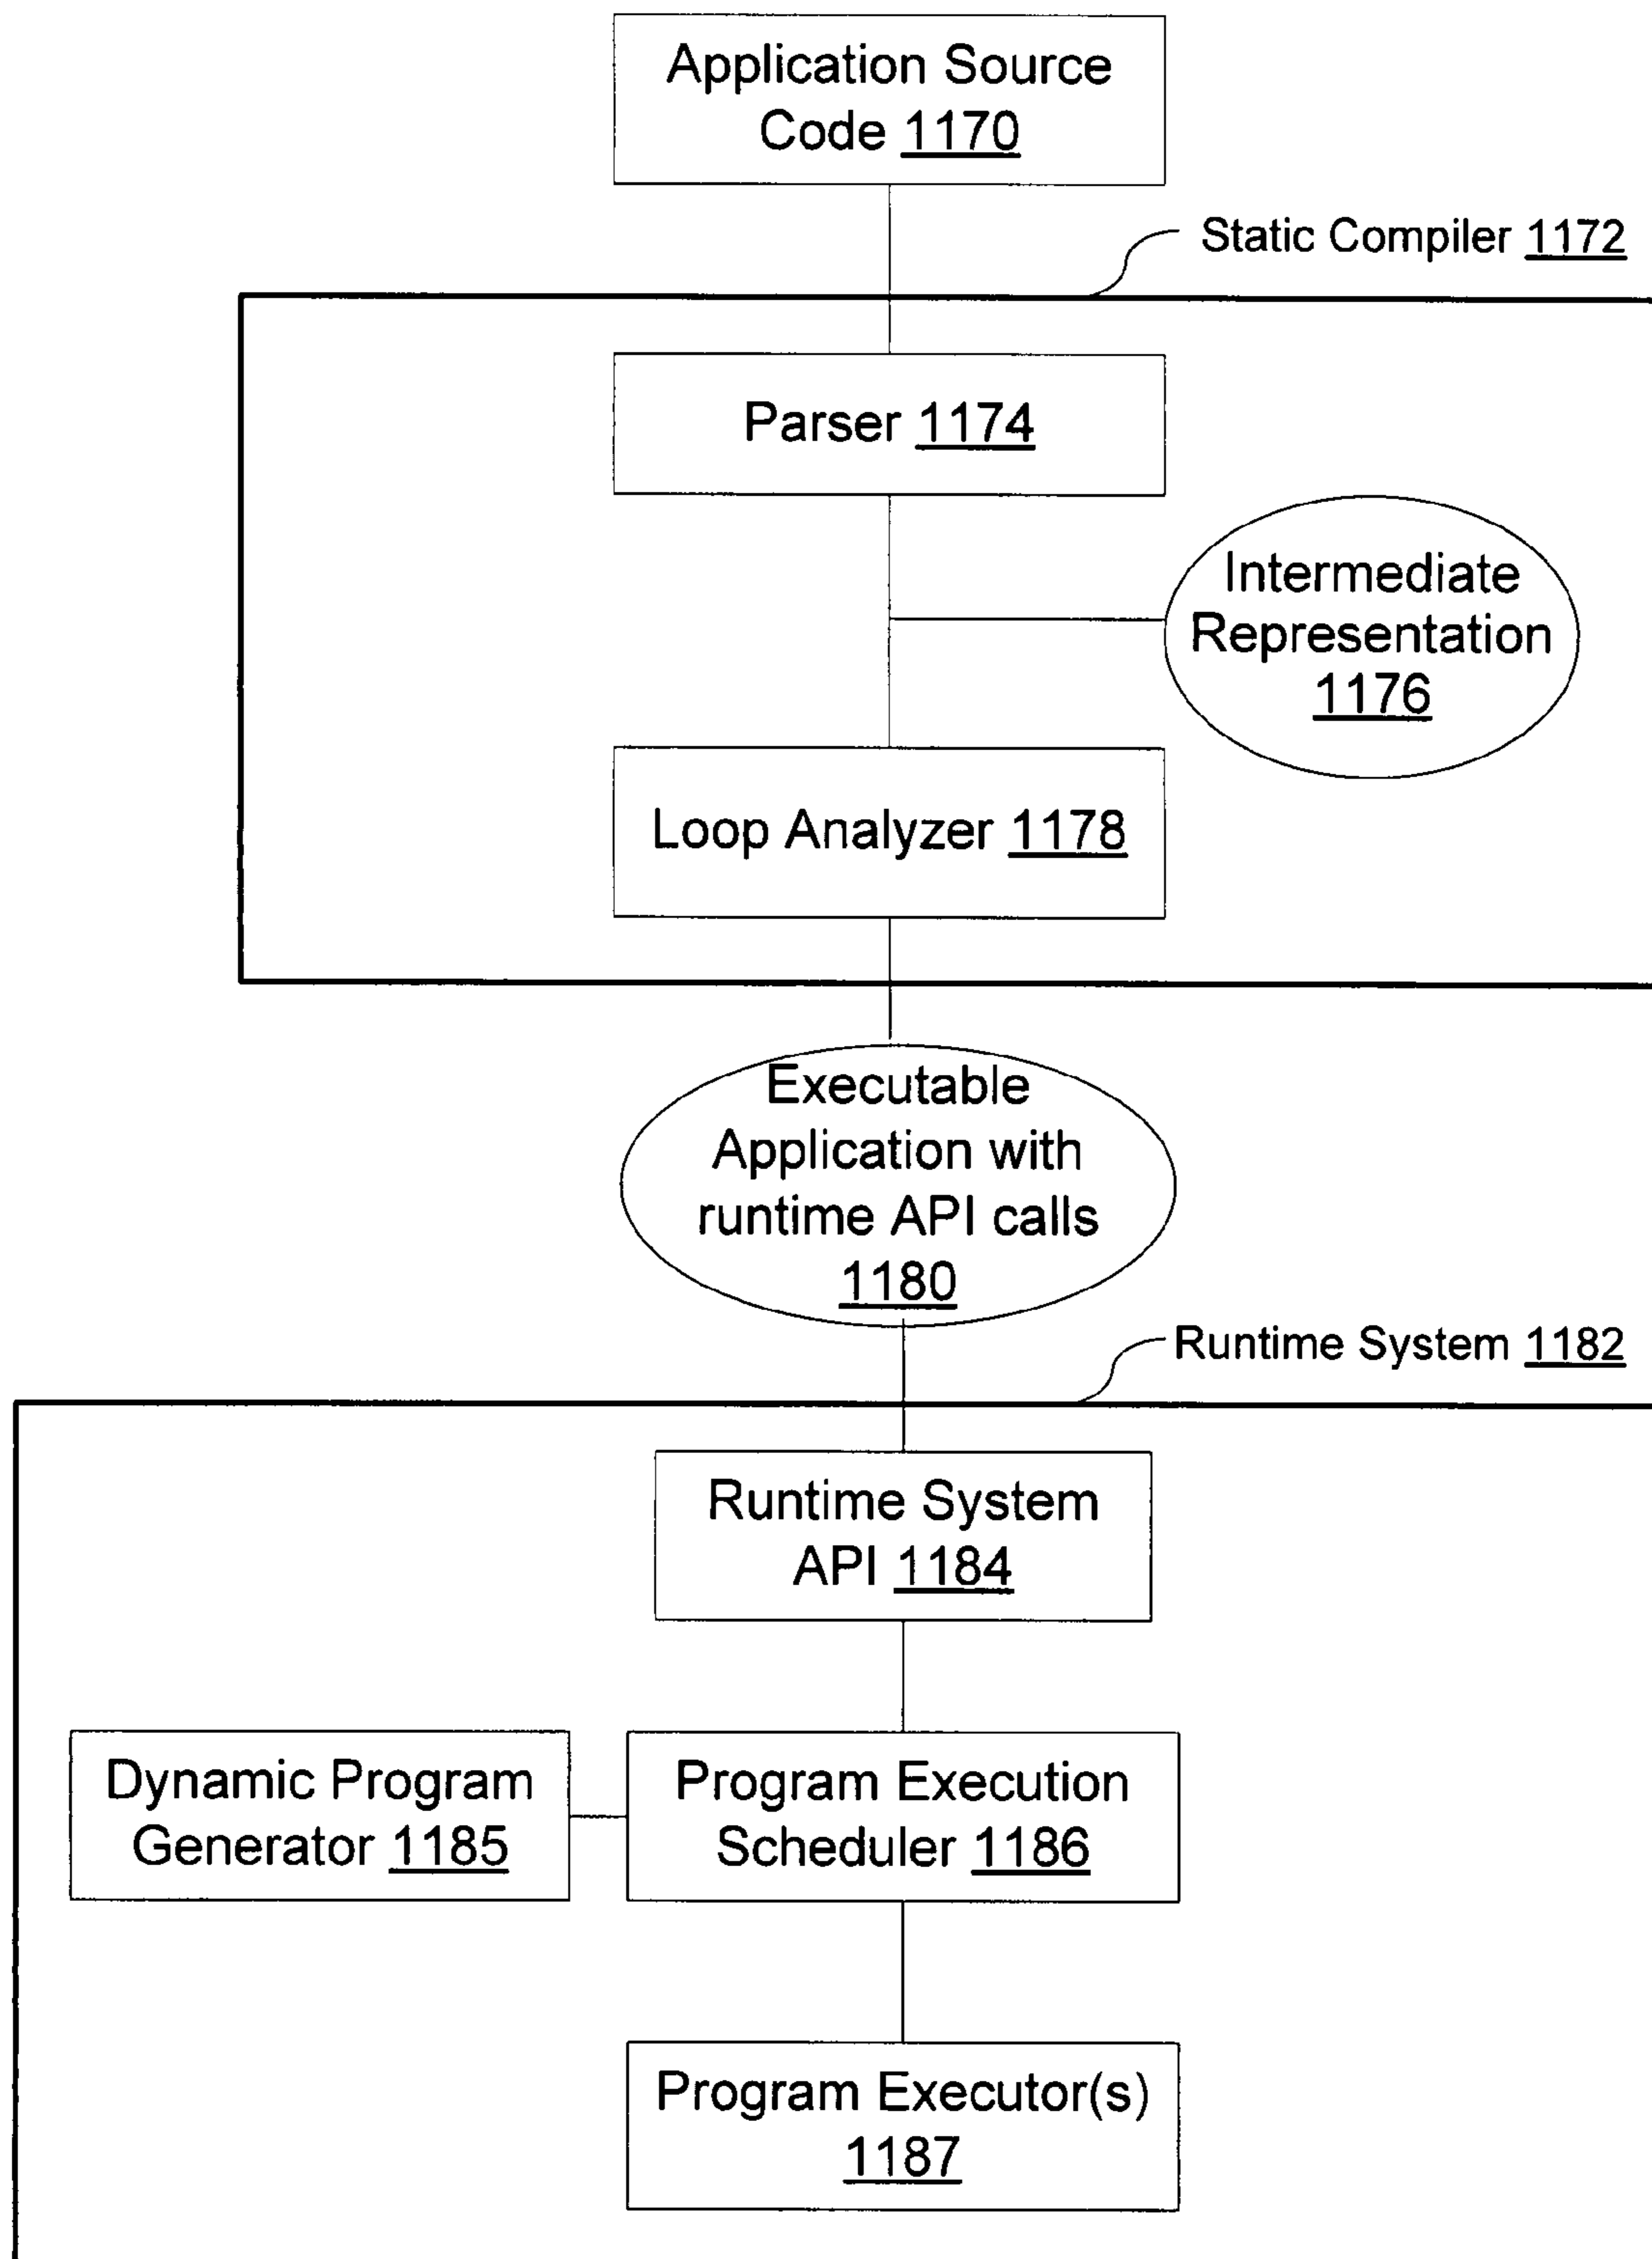 Application Source
Code 1170
Static Compiler 1172
Parser 1174
Intermediate
Representation
1176
Loop Analyzer 1178
Executable
Application with
runtime API calls
1180
Runtime System 1182
Runtime System
API 1184
Dynamic Program
Generator 1185
Program Execution
Scheduler 1186
Program Executor(s)
1187